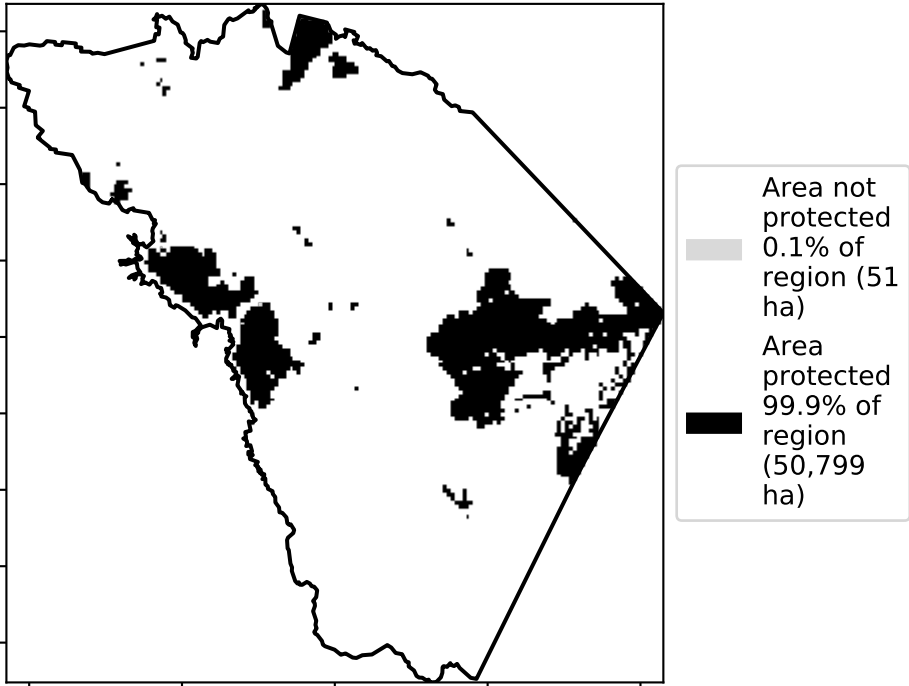 Area not
protected
0.1% of
region (51
ha)
Area
protected
99.9% of
region
(50,799
ha)